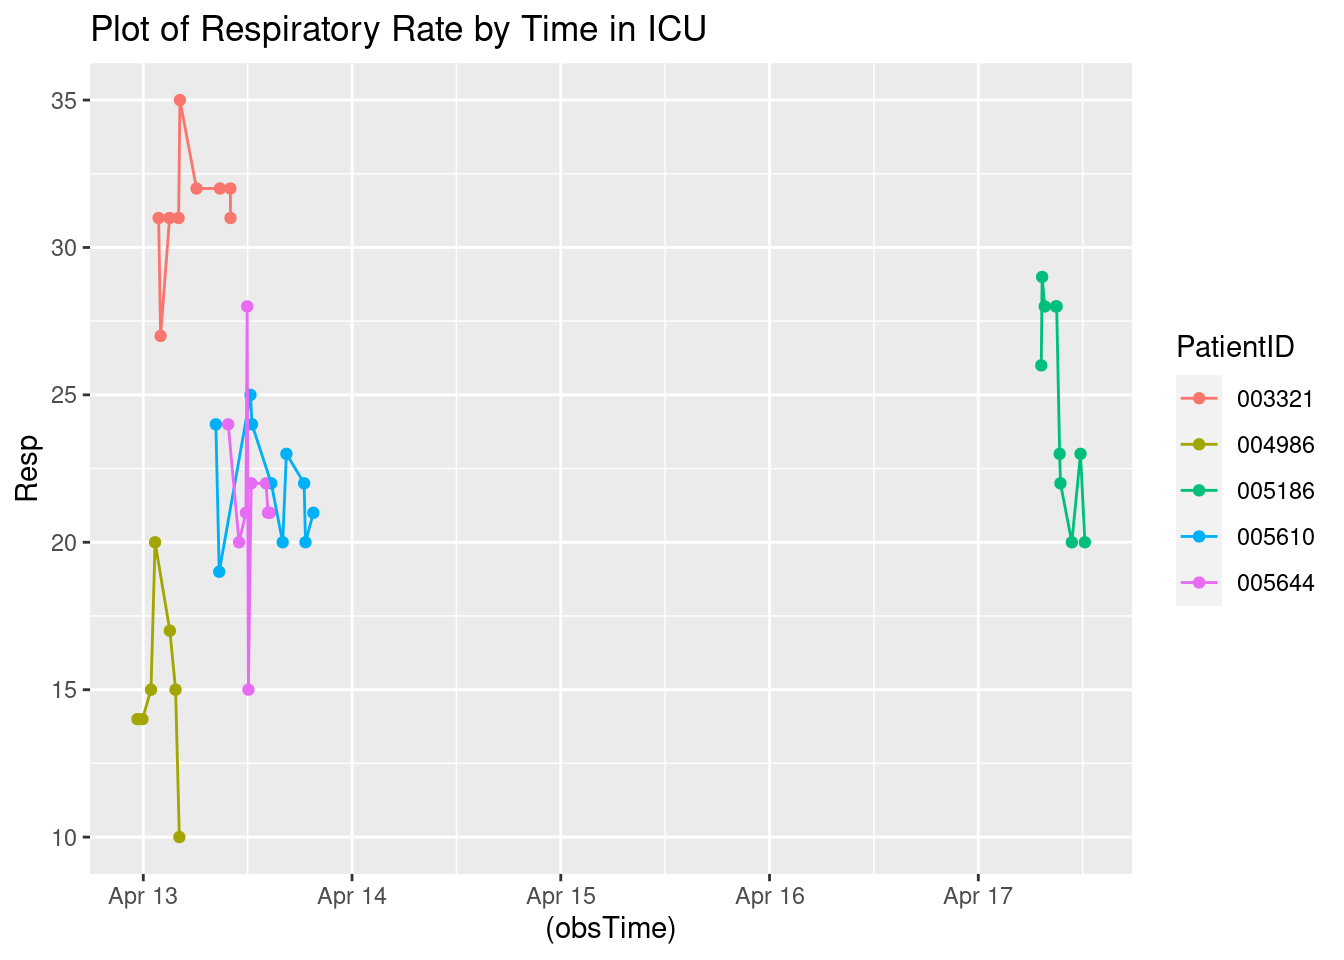 Plot of Respiratory Rate by Time in ICU
35
30
25
20
15
10
Resp
Apr 13 Apr 14 Apr 15 Apr 16 Apr 17
(obsTime)
PatientID
003321
004986
005186
005610
005644